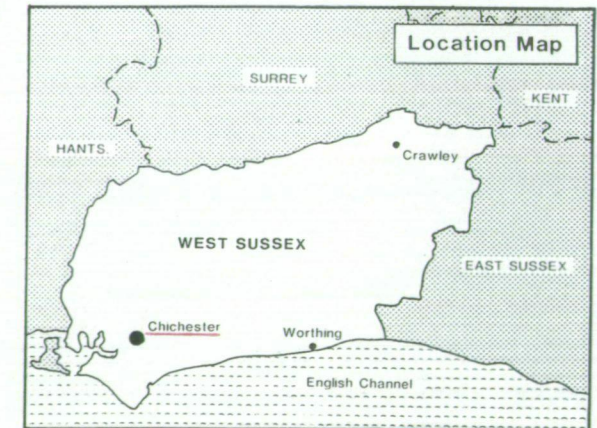 Location Map
SURREY
KENT
HANTS.
Crawley
WEST SUSSEX
EAST SUSSEX
Chichester
Worthing
English Channel